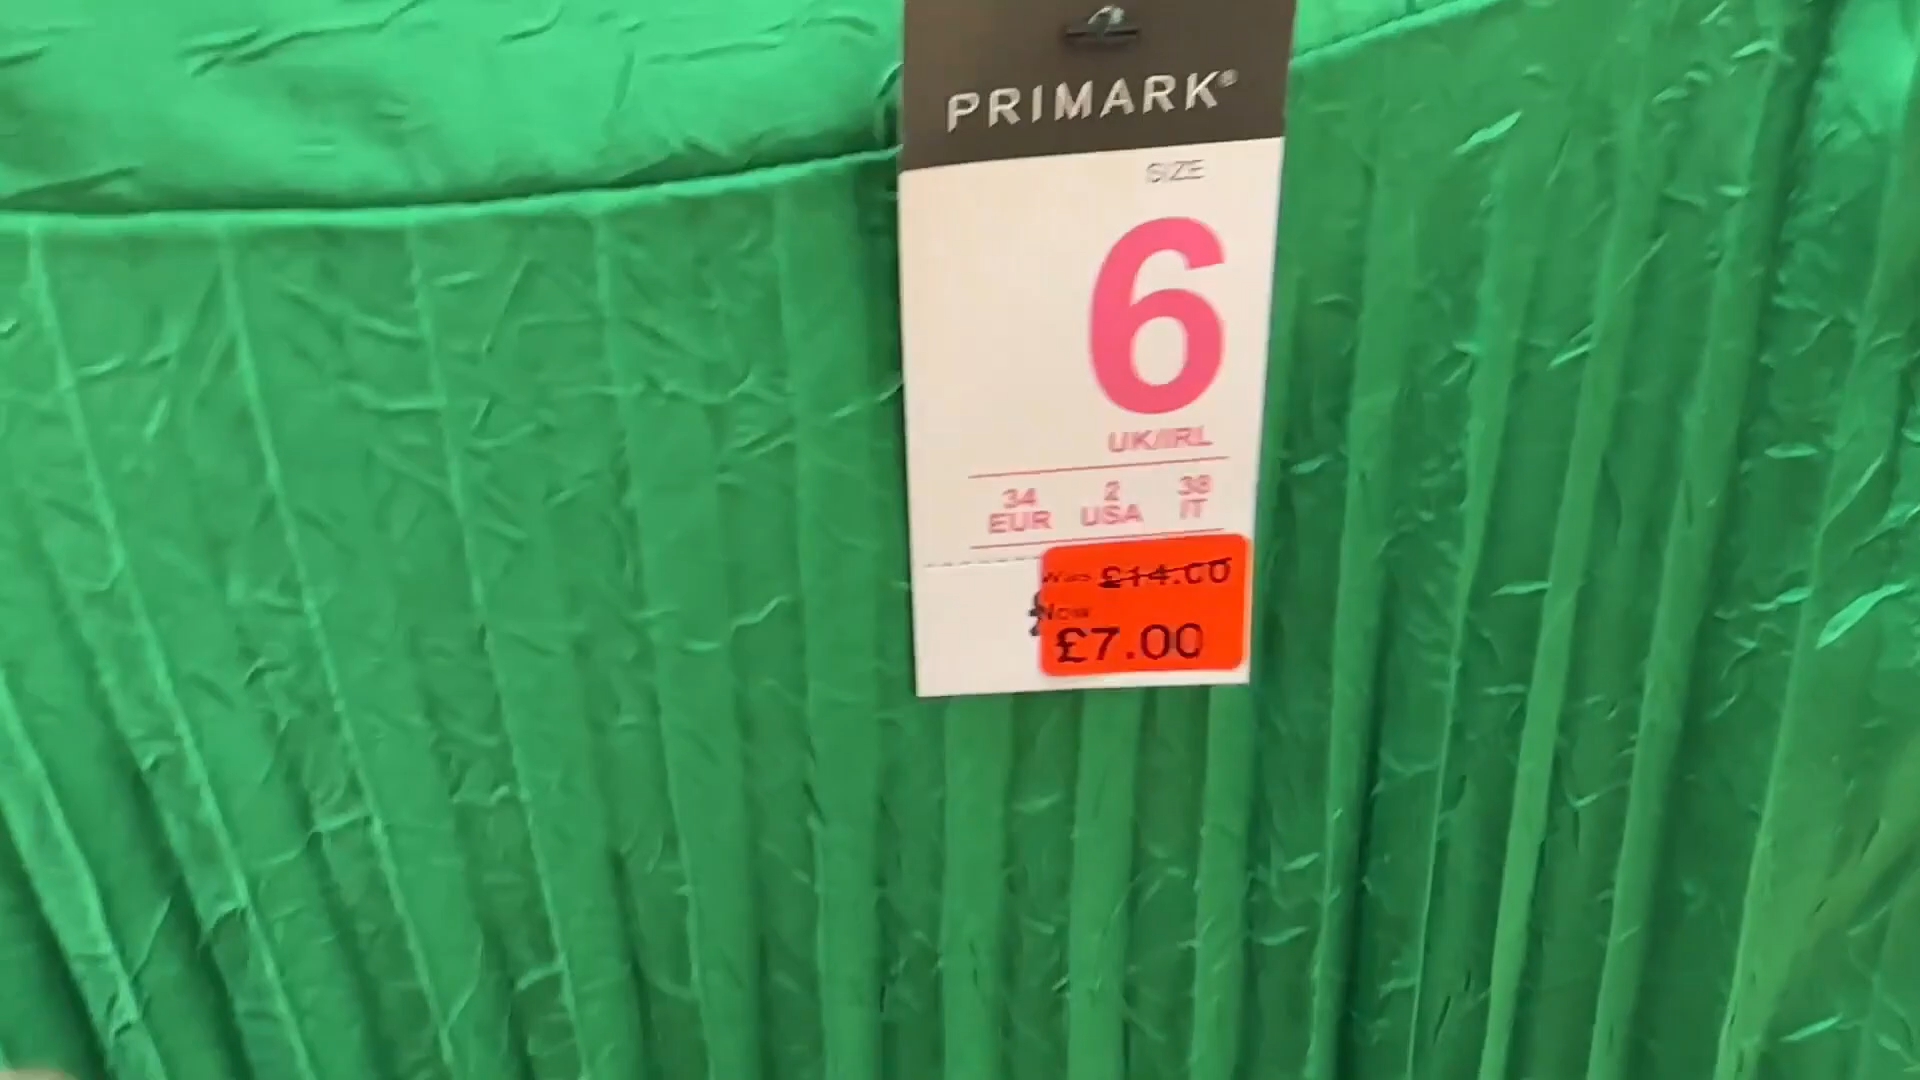 PRIMARK®
SIZE
6
UK/IRL
34 2 38
EUR USA IT
Was £14.00
Now
£7.00